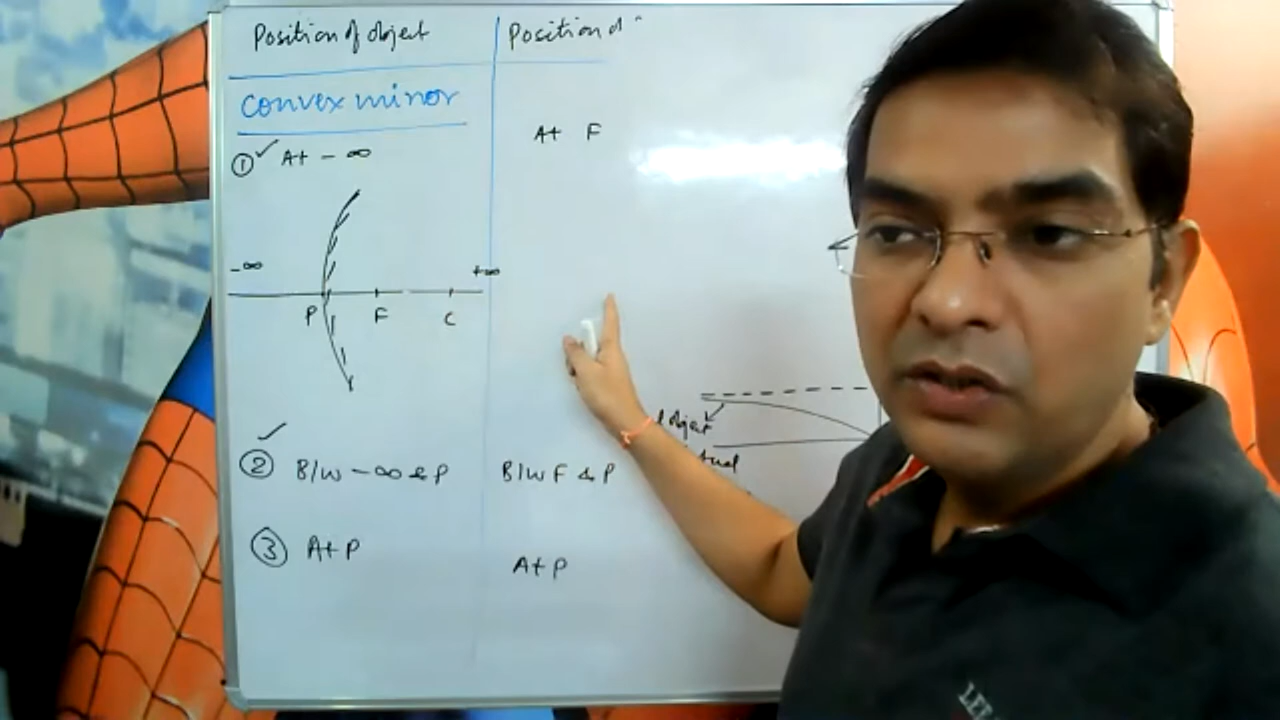 Position of object
Position of
Convex mirror
At F
① ✓ At - ∞
-∞
+∞
P
F
C
✓
② B/w -∞ & P
B/w F & P
③ At P
At P